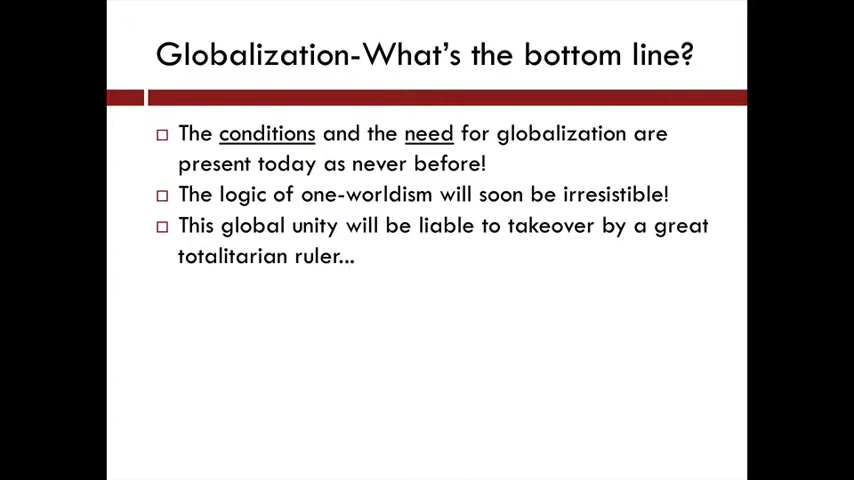 Globalization-What's the bottom line?
The conditions and the need for globalization are
present today as never before!
The logic of one-worldism will soon be irresistible!
This global unity will be liable to takeover by a great
totalitarian ruler...